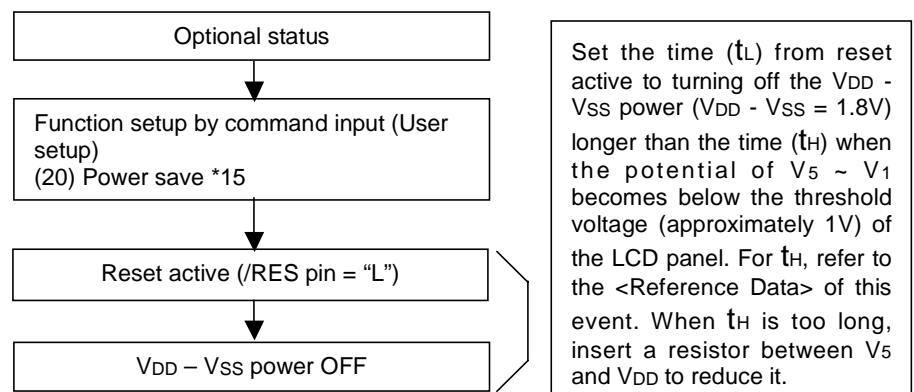 Optional status
Function setup by command input (User
setup)
(20) Power save *15
Reset active (/RES pin = “L”)
VDD – VSS power OFF
Set the time (tL) from reset
active to turning off the VDD -
VSS power (VDD - VSS = 1.8V)
longer than the time (tH) when
the potential of V5 ~ V1
becomes below the threshold
voltage (approximately 1V) of
the LCD panel. For tH, refer to
the <Reference Data> of this
event. When tH is too long,
insert a resistor between V5
and VDD to reduce it.